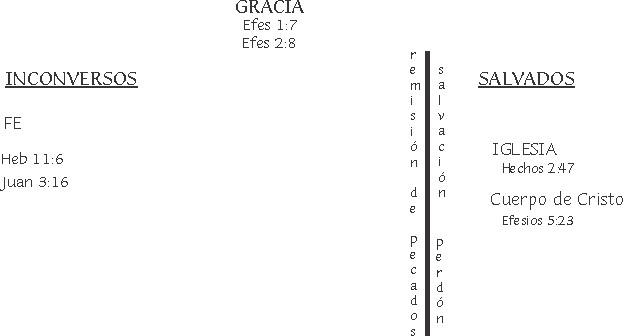 GRACIA
Efes 1:7
Efes 2:8
INCONVERSOS
FE
Heb 11:6
Juan 3:16
remisión de pecados
salvación perdón
SALVADOS
IGLESIA
Hechos 2:47
Cuerpo de Cristo
Efesios 5:23